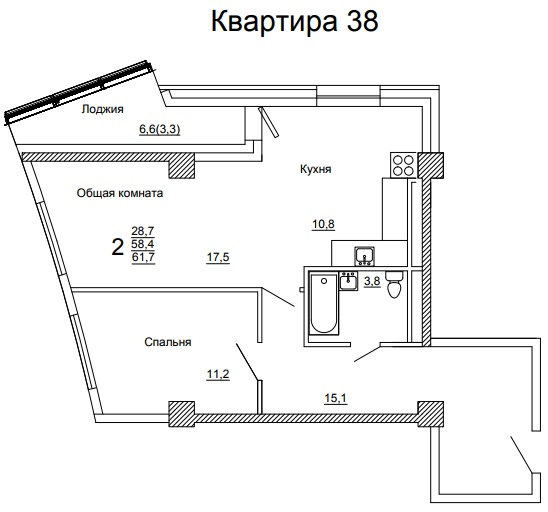 Квартира 38
Лоджия
6,6(3,3)
Кухня
Общая комната
10,8
2
28,7
58,4
61,7
17,5
3,8
Спальня
11,2
15,1